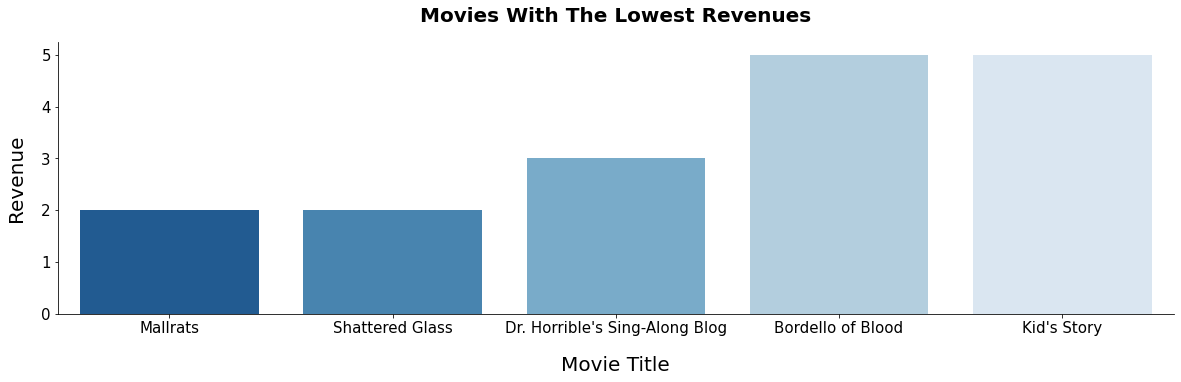 Movies With The Lowest Revenues
Revenue
5
4
3
2
1
0
Mallrats
Shattered Glass
Dr. Horrible's Sing-Along Blog
Bordello of Blood
Kid's Story
Movie Title